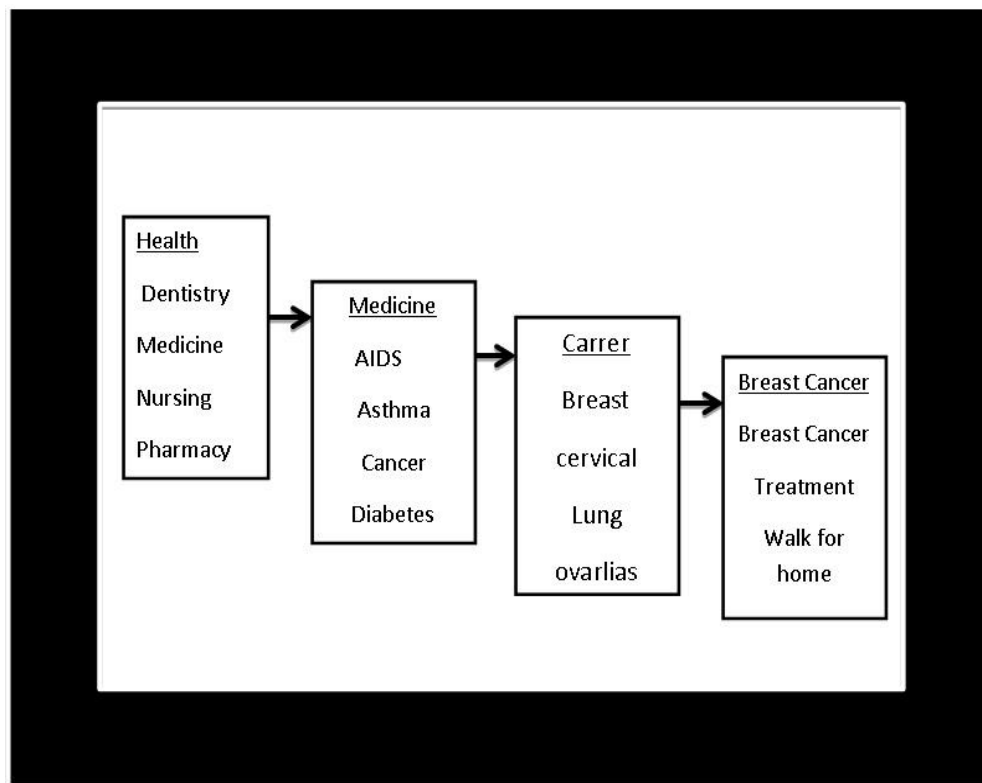 Health
Dentistry
Medicine
Nursing
Pharmacy
Medicine
AIDS
Asthma
Cancer
Diabetes
Carrer
Breast
cervical
Lung
ovarlias
Breast Cancer
Breast Cancer
Treatment
Walk for
home